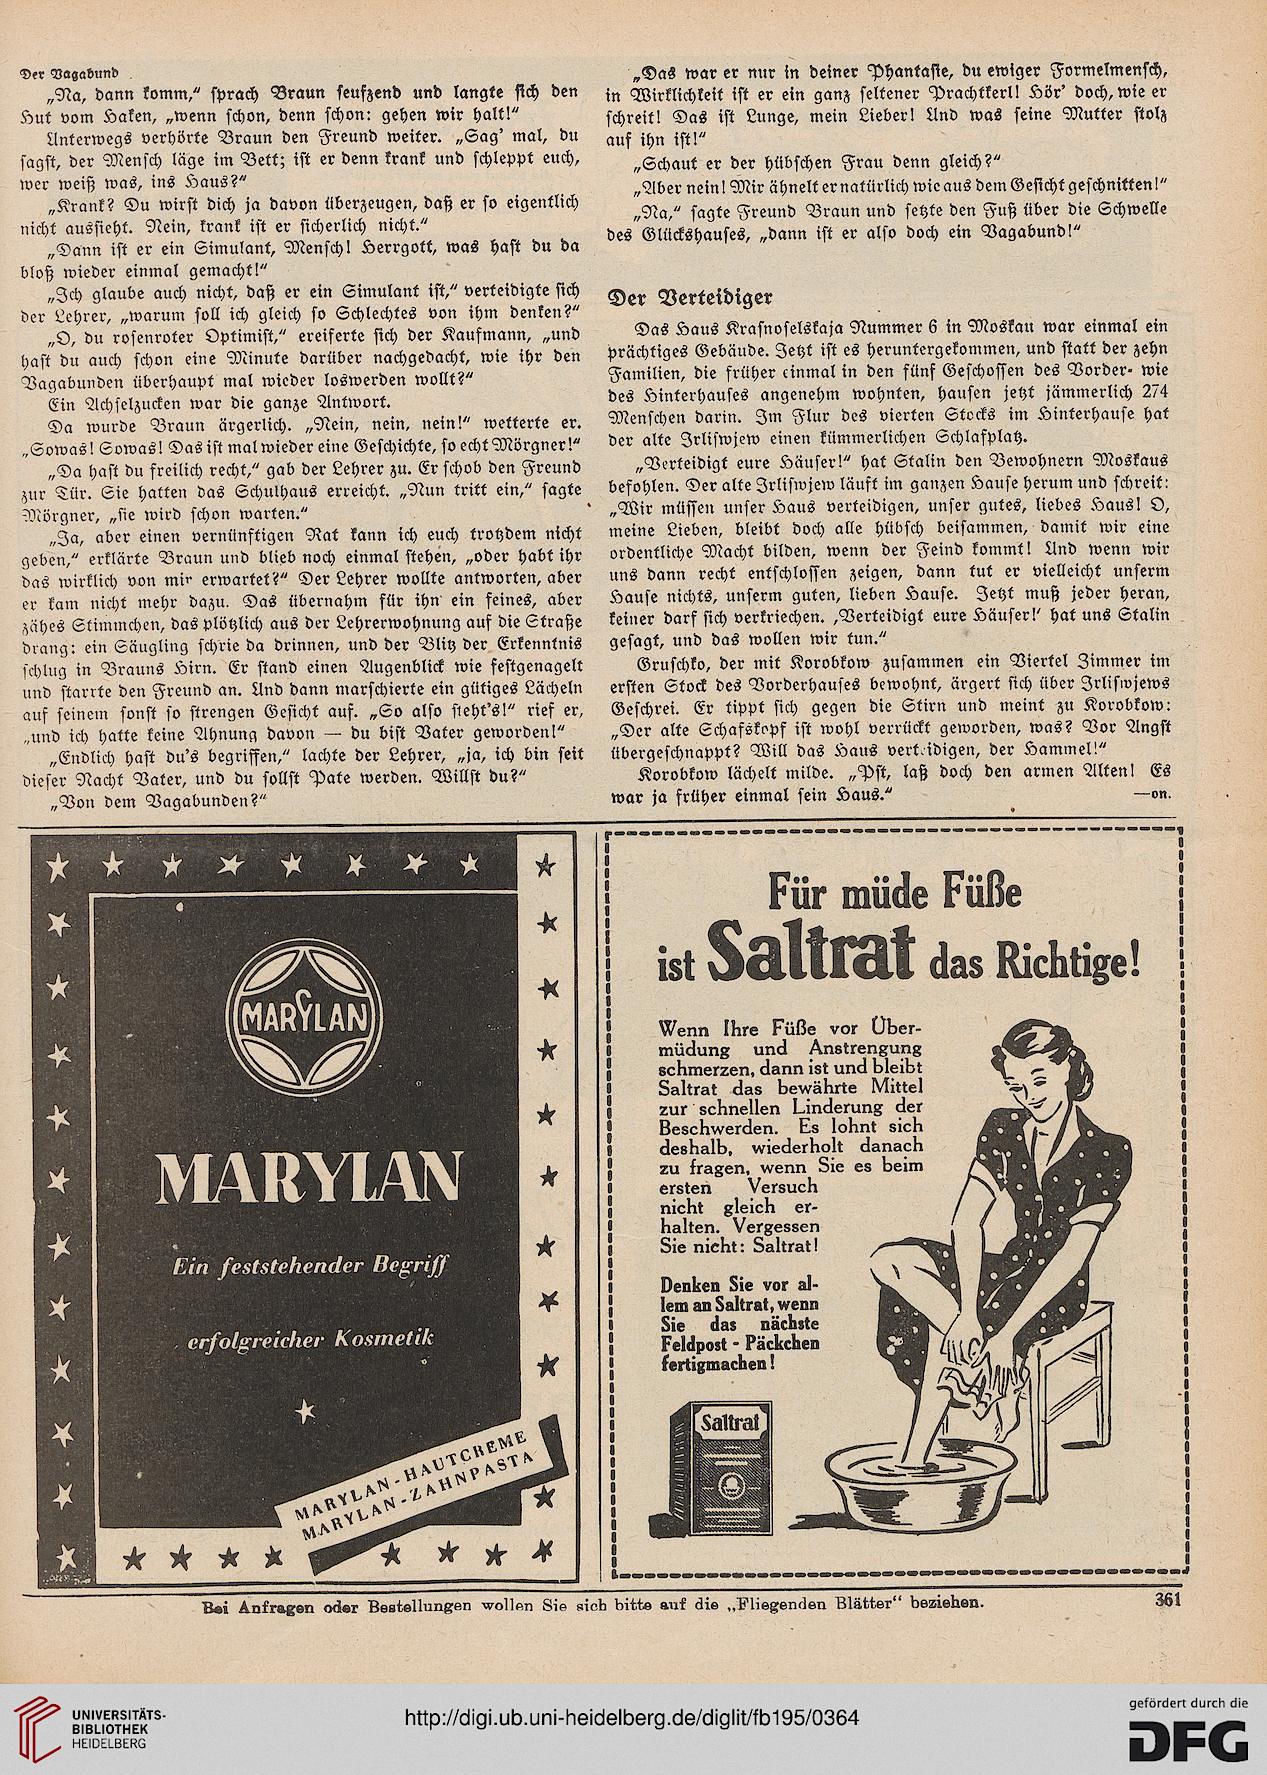 Der Vagabund
„Na, dann komm,“ sprach Braun seufzend und langte sich den
Hut vom Haken, „wenn schon, denn schon: gehen wir halt!“
Unterwegs verhörte Braun den Freund weiter. „Sag’ mal, du
sagst, der Mensch läge im Bett; ist er denn krank und schleppt euch,
wer weiß was, ins Haus?“
„Krank? Du wirst dich ja davon überzeugen, daß er so eigentlich
nicht aussieht. Nein, krank ist er sicherlich nicht.“
„Dann ist er ein Simulant, Mensch! Herrgott, was hast du da
bloß wieder einmal gemacht!“
„Ich glaube auch nicht, daß er ein Simulant ist,“ verteidigte sich
der Lehrer, „warum soll ich gleich so Schlechtes von ihm denken?“
„O, du rosenroter Optimist,“ ereiferte sich der Kaufmann, „und
hast du auch schon eine Minute darüber nachgedacht, wie ihr den
Vagabunden überhaupt mal wieder loswerden wollt?“
Ein Achselzucken war die ganze Antwort.
Da wurde Braun ärgerlich. „Nein, nein, nein!“ wetterte er.
„Sowas! Sowas! Das ist mal wieder eine Geschichte, so echt Mörgner!“
„Da hast du freilich recht,“ gab der Lehrer zu. Er schob den Freund
zur Tür. Sie hatten das Schulhaus erreicht. „Nun tritt ein,“ sagte
Mörgner, „sie wird schon warten.“
„Ja, aber einen vernünftigen Rat kann ich euch trotzdem nicht
geben,“ erklärte Braun und blieb noch einmal stehen, „oder habt ihr
das wirklich von mir erwartet?“ Der Lehrer wollte antworten, aber
er kam nicht mehr dazu. Das übernahm für ihn ein feines, aber
zähes Stimmchen, das plötzlich aus der Lehrerwohnung auf die Straße
drang: ein Säugling schrie da drinnen, und der Blitz der Erkenntnis
schlug in Brauns Hirn. Er stand einen Augenblick wie festgenagelt
und starrte den Freund an. Und dann marschierte ein gütiges Lächeln
auf seinem sonst so strengen Gesicht auf. „So also steht’s!“ rief er,
„und ich hatte keine Ahnung davon — du bist Vater geworden!“
„Endlich hast du’s begriffen,“ lachte der Lehrer, „ja, ich bin seit
dieser Nacht Vater, und du sollst Pate werden. Willst du?“
„Von dem Vagabunden?“
„Das war er nur in deiner Phantasie, du ewiger Formelmensch,
in Wirklichkeit ist er ein ganz seltener Prachtkerl! Hör’ doch, wie er
schreit! Das ist Lunge, mein Lieber! Und was seine Mutter stolz
auf ihn ist!“
„Schaut er der hübschen Frau denn gleich?“
„Aber nein! Mir ähnelt er natürlich wie aus dem Gesicht geschnitten!“
„Na,“ sagte Freund Braun und setzte den Fuß über die Schwelle
des Glückshauses, „dann ist er also doch ein Vagabund!“
Der Verteidiger
Das Haus Krasnoselskaja Nummer 6 in Moskau war einmal ein
prächtiges Gebäude. Jetzt ist es heruntergekommen, und statt der zehn
Familien, die früher einmal in den fünf Geschossen des Vorder- wie
des Hinterhauses angenehm wohnten, hausen jetzt jämmerlich 274
Menschen darin. Im Flur des vierten Stocks im Hinterhause hat
der alte Irliswjew einen kümmerlichen Schlafplatz.
„Verteidigt eure Häuser!“ hat Stalin den Bewohnern Moskaus
befohlen. Der alte Irliswjew läuft im ganzen Hause herum und schreit:
„Wir müssen unser Haus verteidigen, unser gutes, liebes Haus! O,
meine Lieben, bleibt doch alle hübsch beisammen, damit wir eine
ordentliche Macht bilden, wenn der Feind kommt! Und wenn wir
uns dann recht entschlossen zeigen, dann tut er vielleicht unserm
Hause nichts, unserm guten, lieben Hause. Jetzt muß jeder heran,
keiner darf sich verkriechen. ‚Verteidigt eure Häuser!‘ hat uns Stalin
gesagt, und das wollen wir tun.“
Gruschko, der mit Korobkow zusammen ein Viertel Zimmer im
ersten Stock des Vorderhauses bewohnt, ärgert sich über Irliswjews
Geschrei. Er tippt sich gegen die Stirn und meint zu Korobkow:
„Der alte Schafskopf ist wohl verrückt geworden, was? Vor Angst
übergeschnappt? Will das Haus verteidigen, der Hammel!“
Korobkow lächelt milde. „Pst, laß doch den armen Alten! Es
war ja früher einmal sein Haus.“ —on.
MARYLAN
MARYLAN
Ein feststehender Begriff
erfolgreicher Kosmetik
MARYLAN-HAUTCREME
MARYLAN-ZAHNPASTA
Für müde Füße
ist Saltrat das Richtige!
Wenn Ihre Füße vor Über-
müdung und Anstrengung
schmerzen, dann ist und bleibt
Saltrat das bewährte Mittel
zur schnellen Linderung der
Beschwerden. Es lohnt sich
deshalb, wiederholt danach
zu fragen, wenn Sie es beim
ersten Versuch
nicht gleich er-
halten. Vergessen
Sie nicht: Saltrat!
Denken Sie vor al-
lem an Saltrat, wenn
Sie das nächste
Feldpost-Päckchen
fertigmachen!
Saltrat
Bei Anfragen oder Bestellungen wollen Sie sich bitte auf die „Fliegenden Blätter“ beziehen. 361
UNIVERSITÄTS-
BIBLIOTHEK
HEIDELBERG
http://digi.ub.uni-heidelberg.de/diglit/fb195/0364
gefördert durch die
DFG